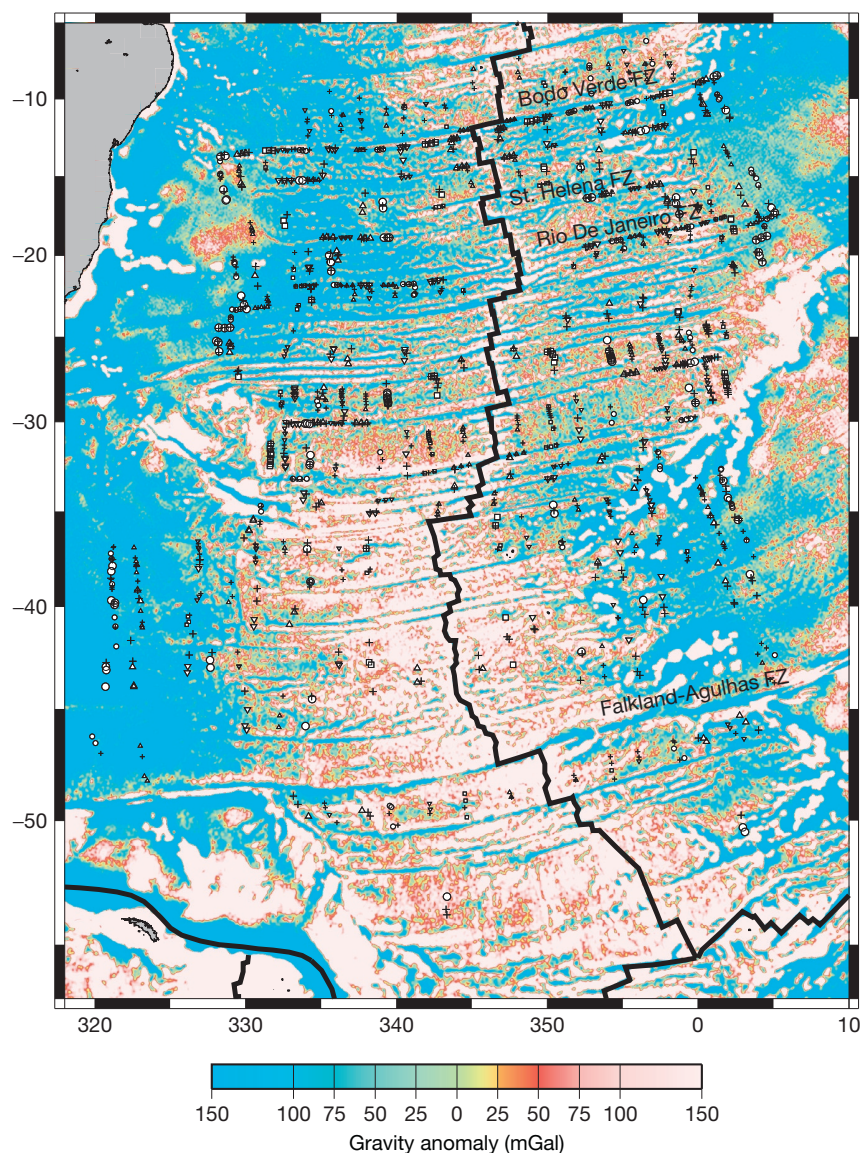 Bodo Verde FZ
–10
St. Helena FZ
Rio De Janeiro FZ
–20
–30
–40
Falkland-Agulhas FZ
–50
320 330 340 350 0 10
150 100 75 50 25 0 25 50 75 100 150
Gravity anomaly (mGal)